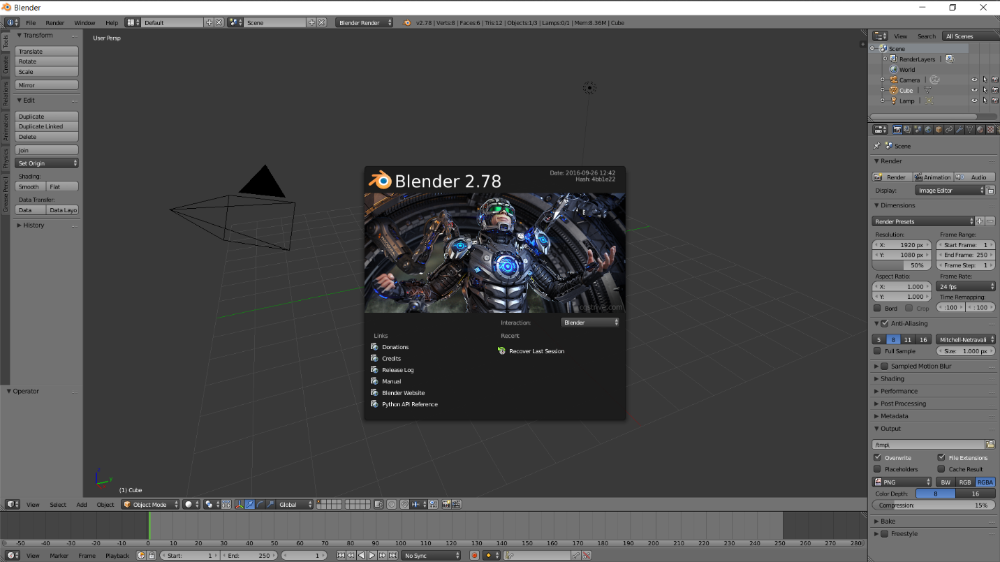 Blender
File Render Window Help Default Scene Blender Render v2.78 | Verts:8 | Faces:6 | Tris:12 | Objects:1/3 | Lamps:0/1 | Mem:8.36M | Cube
Tools
Create
Relations
Animation
Physics
Grease Pencil
Transform
Translate
Rotate
Scale
Mirror
Edit
Duplicate
Duplicate Linked
Delete
Join
Set Origin
Shading:
Smooth Flat
Data Transfer:
Data Data Layo
History
Operator
User Persp
Blender 2.78
Date: 2016-09-26 12:42
Hash: 4bb1e22
cgstrive.com
Interaction: Blender
Links
Donations
Credits
Release Log
Manual
Blender Website
Python API Reference
Recent
Recover Last Session
z
y
(1) Cube
View Select Add Object Object Mode Global
-50 -40 -30 -20 -10 0 10 20 30 40 50 60 70 80 90 100 110 120 130 140 150 160 170 180 190 200 210 220 230 240 250 260 270 280
View Marker Frame Playback Start: 1 End: 250 1 No Sync
View Search All Scenes
Scene
RenderLayers |
World
Camera |
Cube |
Lamp |
Scene
Render
Render Animation Audio
Display: Image Editor
Dimensions
Render Presets
Resolution: Frame Range:
X: 1920 px Start Frame: 1
Y: 1080 px End Frame: 250
50% Frame Step: 1
Aspect Ratio: Frame Rate:
X: 1.000 24 fps
Y: 1.000 Time Remapping:
Bord Crop :100 : 100
Anti-Aliasing
5 8 11 16 Mitchell-Netravali
Full Sample Size: 1.000 px
Sampled Motion Blur
Shading
Performance
Post Processing
Metadata
Output
/tmp\
Overwrite File Extensions
Placeholders Cache Result
PNG BW RGB RGBA
Color Depth: 8 16
Compression: 15%
Bake
Freestyle